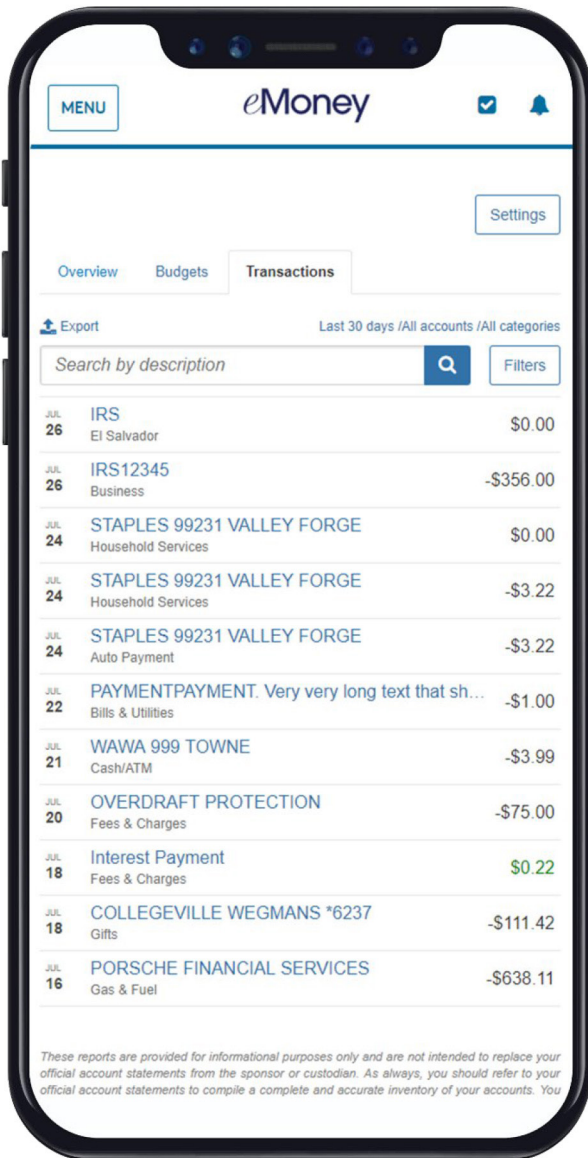 MENU
eMoney
Settings
Overview Budgets Transactions
Export Last 30 days /All accounts /All categories
Search by description Filters
JUL 26 IRS $0.00
El Salvador
JUL 26 IRS12345 -$356.00
Business
JUL 24 STAPLES 99231 VALLEY FORGE $0.00
Household Services
JUL 24 STAPLES 99231 VALLEY FORGE -$3.22
Household Services
JUL 24 STAPLES 99231 VALLEY FORGE -$3.22
Auto Payment
JUL 22 PAYMENTPAYMENT. Very very long text that sh... -$1.00
Bills & Utilities
JUL 21 WAWA 999 TOWNE -$3.99
Cash/ATM
JUL 20 OVERDRAFT PROTECTION -$75.00
Fees & Charges
JUL 18 Interest Payment $0.22
Fees & Charges
JUL 18 COLLEGEVILLE WEGMANS *6237 -$111.42
Gifts
JUL 16 PORSCHE FINANCIAL SERVICES -$638.11
Gas & Fuel
These reports are provided for informational purposes only and are not intended to replace your
official account statements from the sponsor or custodian. As always, you should refer to your
official account statements to compile a complete and accurate inventory of your accounts. You